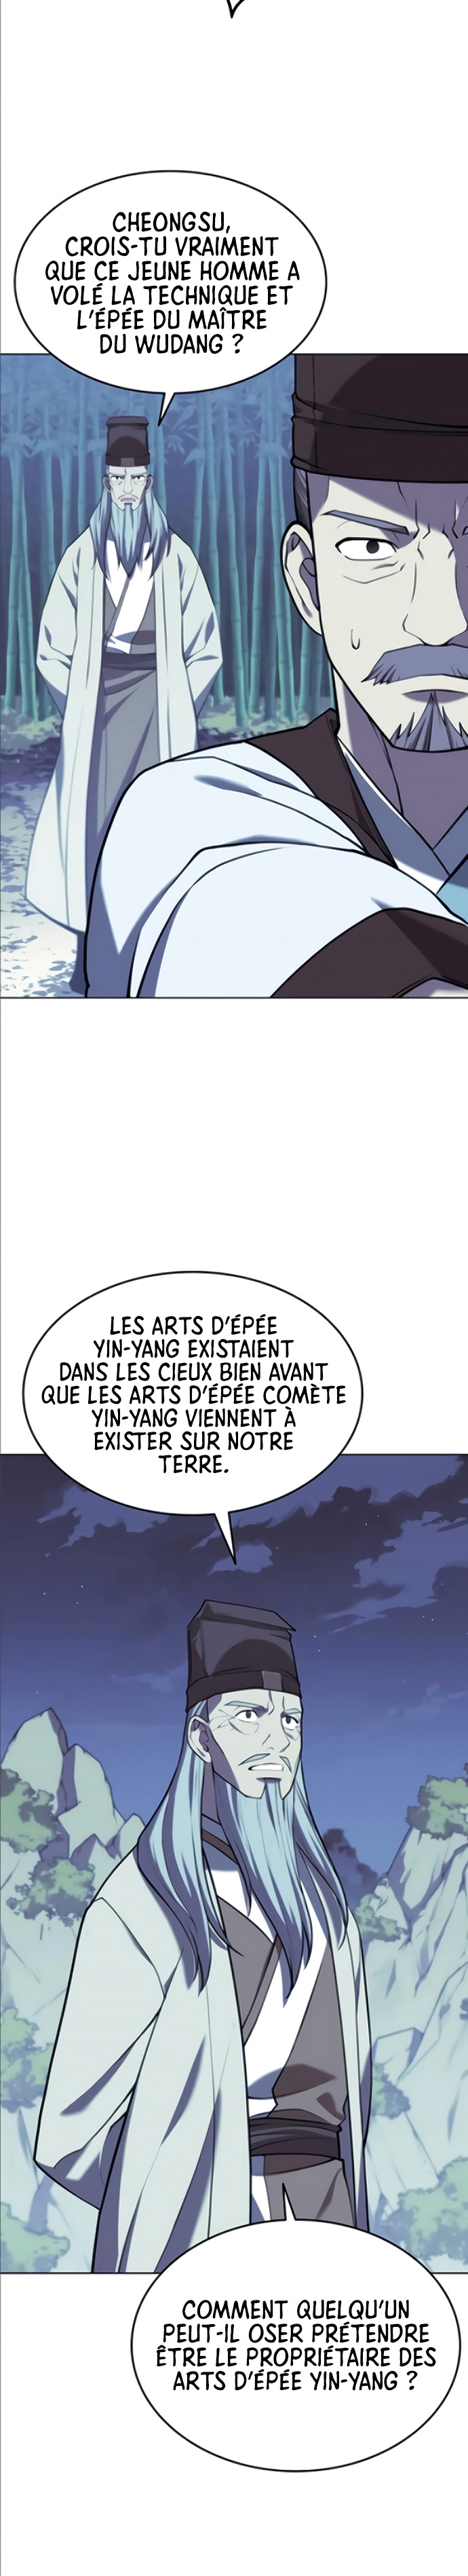 CHEONGSU,
CROIS-TU VRAIMENT
QUE CE JEUNE HOMME A
VOLÉ LA TECHNIQUE ET
L'ÉPÉE DU MAÎTRE
DU WUDANG ?
LES ARTS D'ÉPÉE
YIN-YANG EXISTAIENT
DANS LES CIEUX BIEN AVANT
QUE LES ARTS D'ÉPÉE COMÈTE
YIN-YANG VIENNENT À
EXISTER SUR NOTRE
TERRE.
COMMENT QUELQU'UN
PEUT-IL OSER PRÉTENDRE
ÊTRE LE PROPRIÉTAIRE DES
ARTS D'ÉPÉE YIN-YANG ?